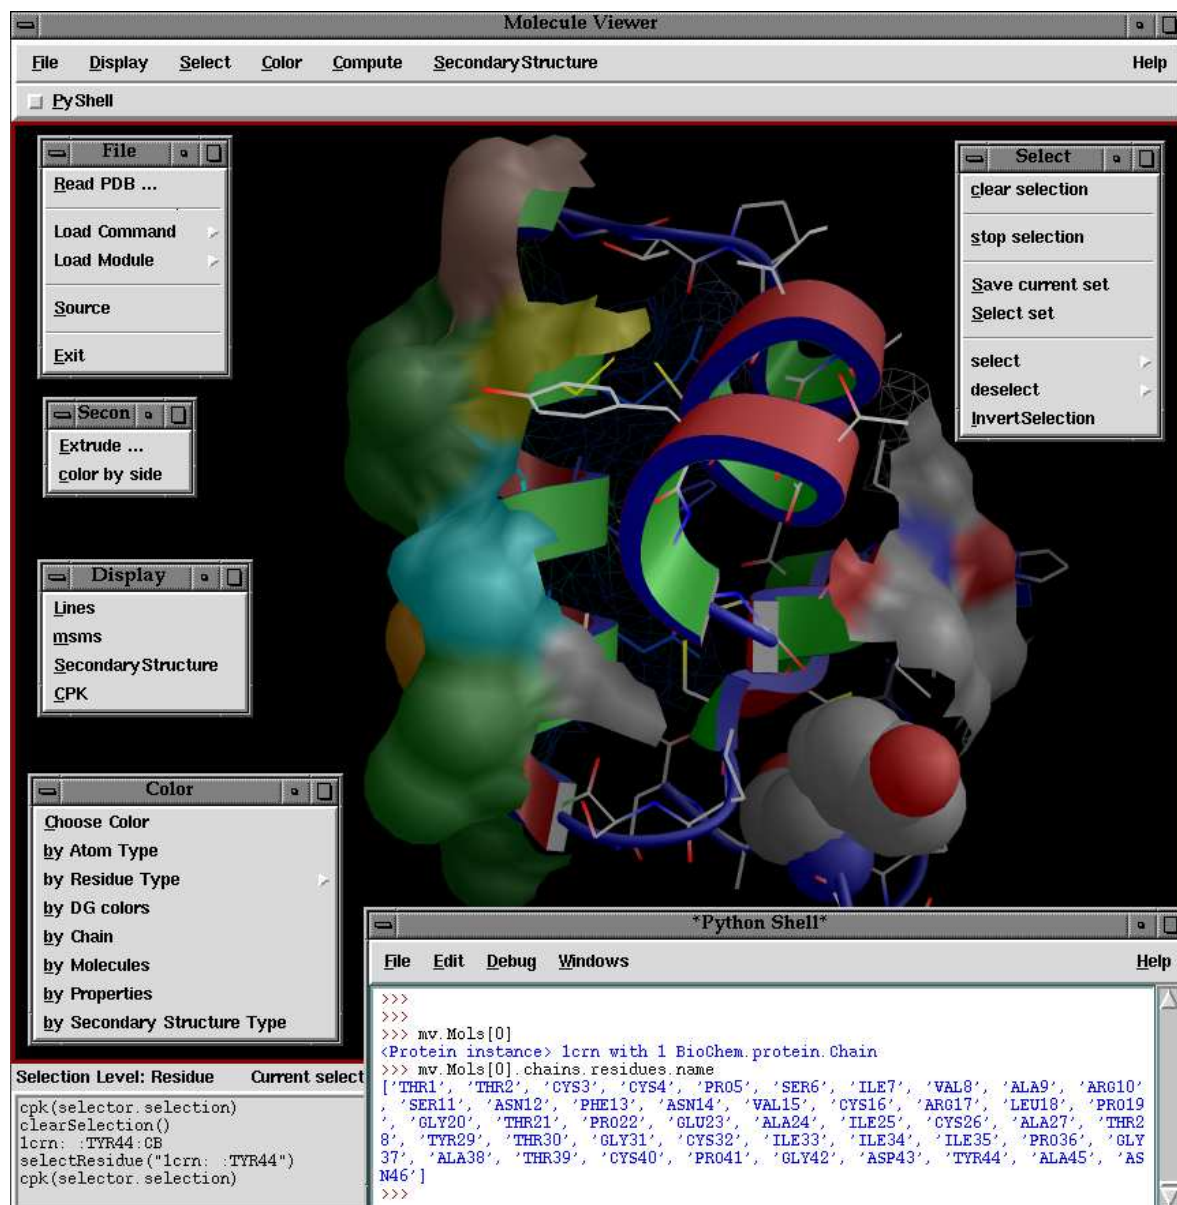 Molecule Viewer
File Display Select Color Compute SecondaryStructure Help
PyShell
File
Read PDB ...
Load Command
Load Module
Source
Exit
Select
clear selection
stop selection
Save current set
Select set
select
deselect
InvertSelection
Secon
Extrude ...
color by side
Display
Lines
msms
SecondaryStructure
CPK
Color
Choose Color
by Atom Type
by Residue Type
by DG colors
by Chain
by Molecules
by Properties
by Secondary Structure Type
Selection Level: Residue Current select
cpk(selector.selection)
clearSelection()
1crn: :TYR44:CB
selectResidue("1crn: :TYR44")
cpk(selector.selection)
*Python Shell*
File Edit Debug Windows Help
>>>
>>>
>>> mv.Mols[0]
<Protein instance> 1crn with 1 BioChem.protein.Chain
>>> mv.Mols[0].chains.residues.name
['THR1', 'THR2', 'CYS3', 'CYS4', 'PRO5', 'SER6', 'ILE7', 'VAL8', 'ALA9', 'ARG10'
, 'SER11', 'ASN12', 'PHE13', 'ASN14', 'VAL15', 'CYS16', 'ARG17', 'LEU18', 'PRO19
', 'GLY20', 'THR21', 'PRO22', 'GLU23', 'ALA24', 'ILE25', 'CYS26', 'ALA27', 'THR2
8', 'TYR29', 'THR30', 'GLY31', 'CYS32', 'ILE33', 'ILE34', 'ILE35', 'PRO36', 'GLY
37', 'ALA38', 'THR39', 'CYS40', 'PRO41', 'GLY42', 'ASP43', 'TYR44', 'ALA45', 'AS
N46']
>>>